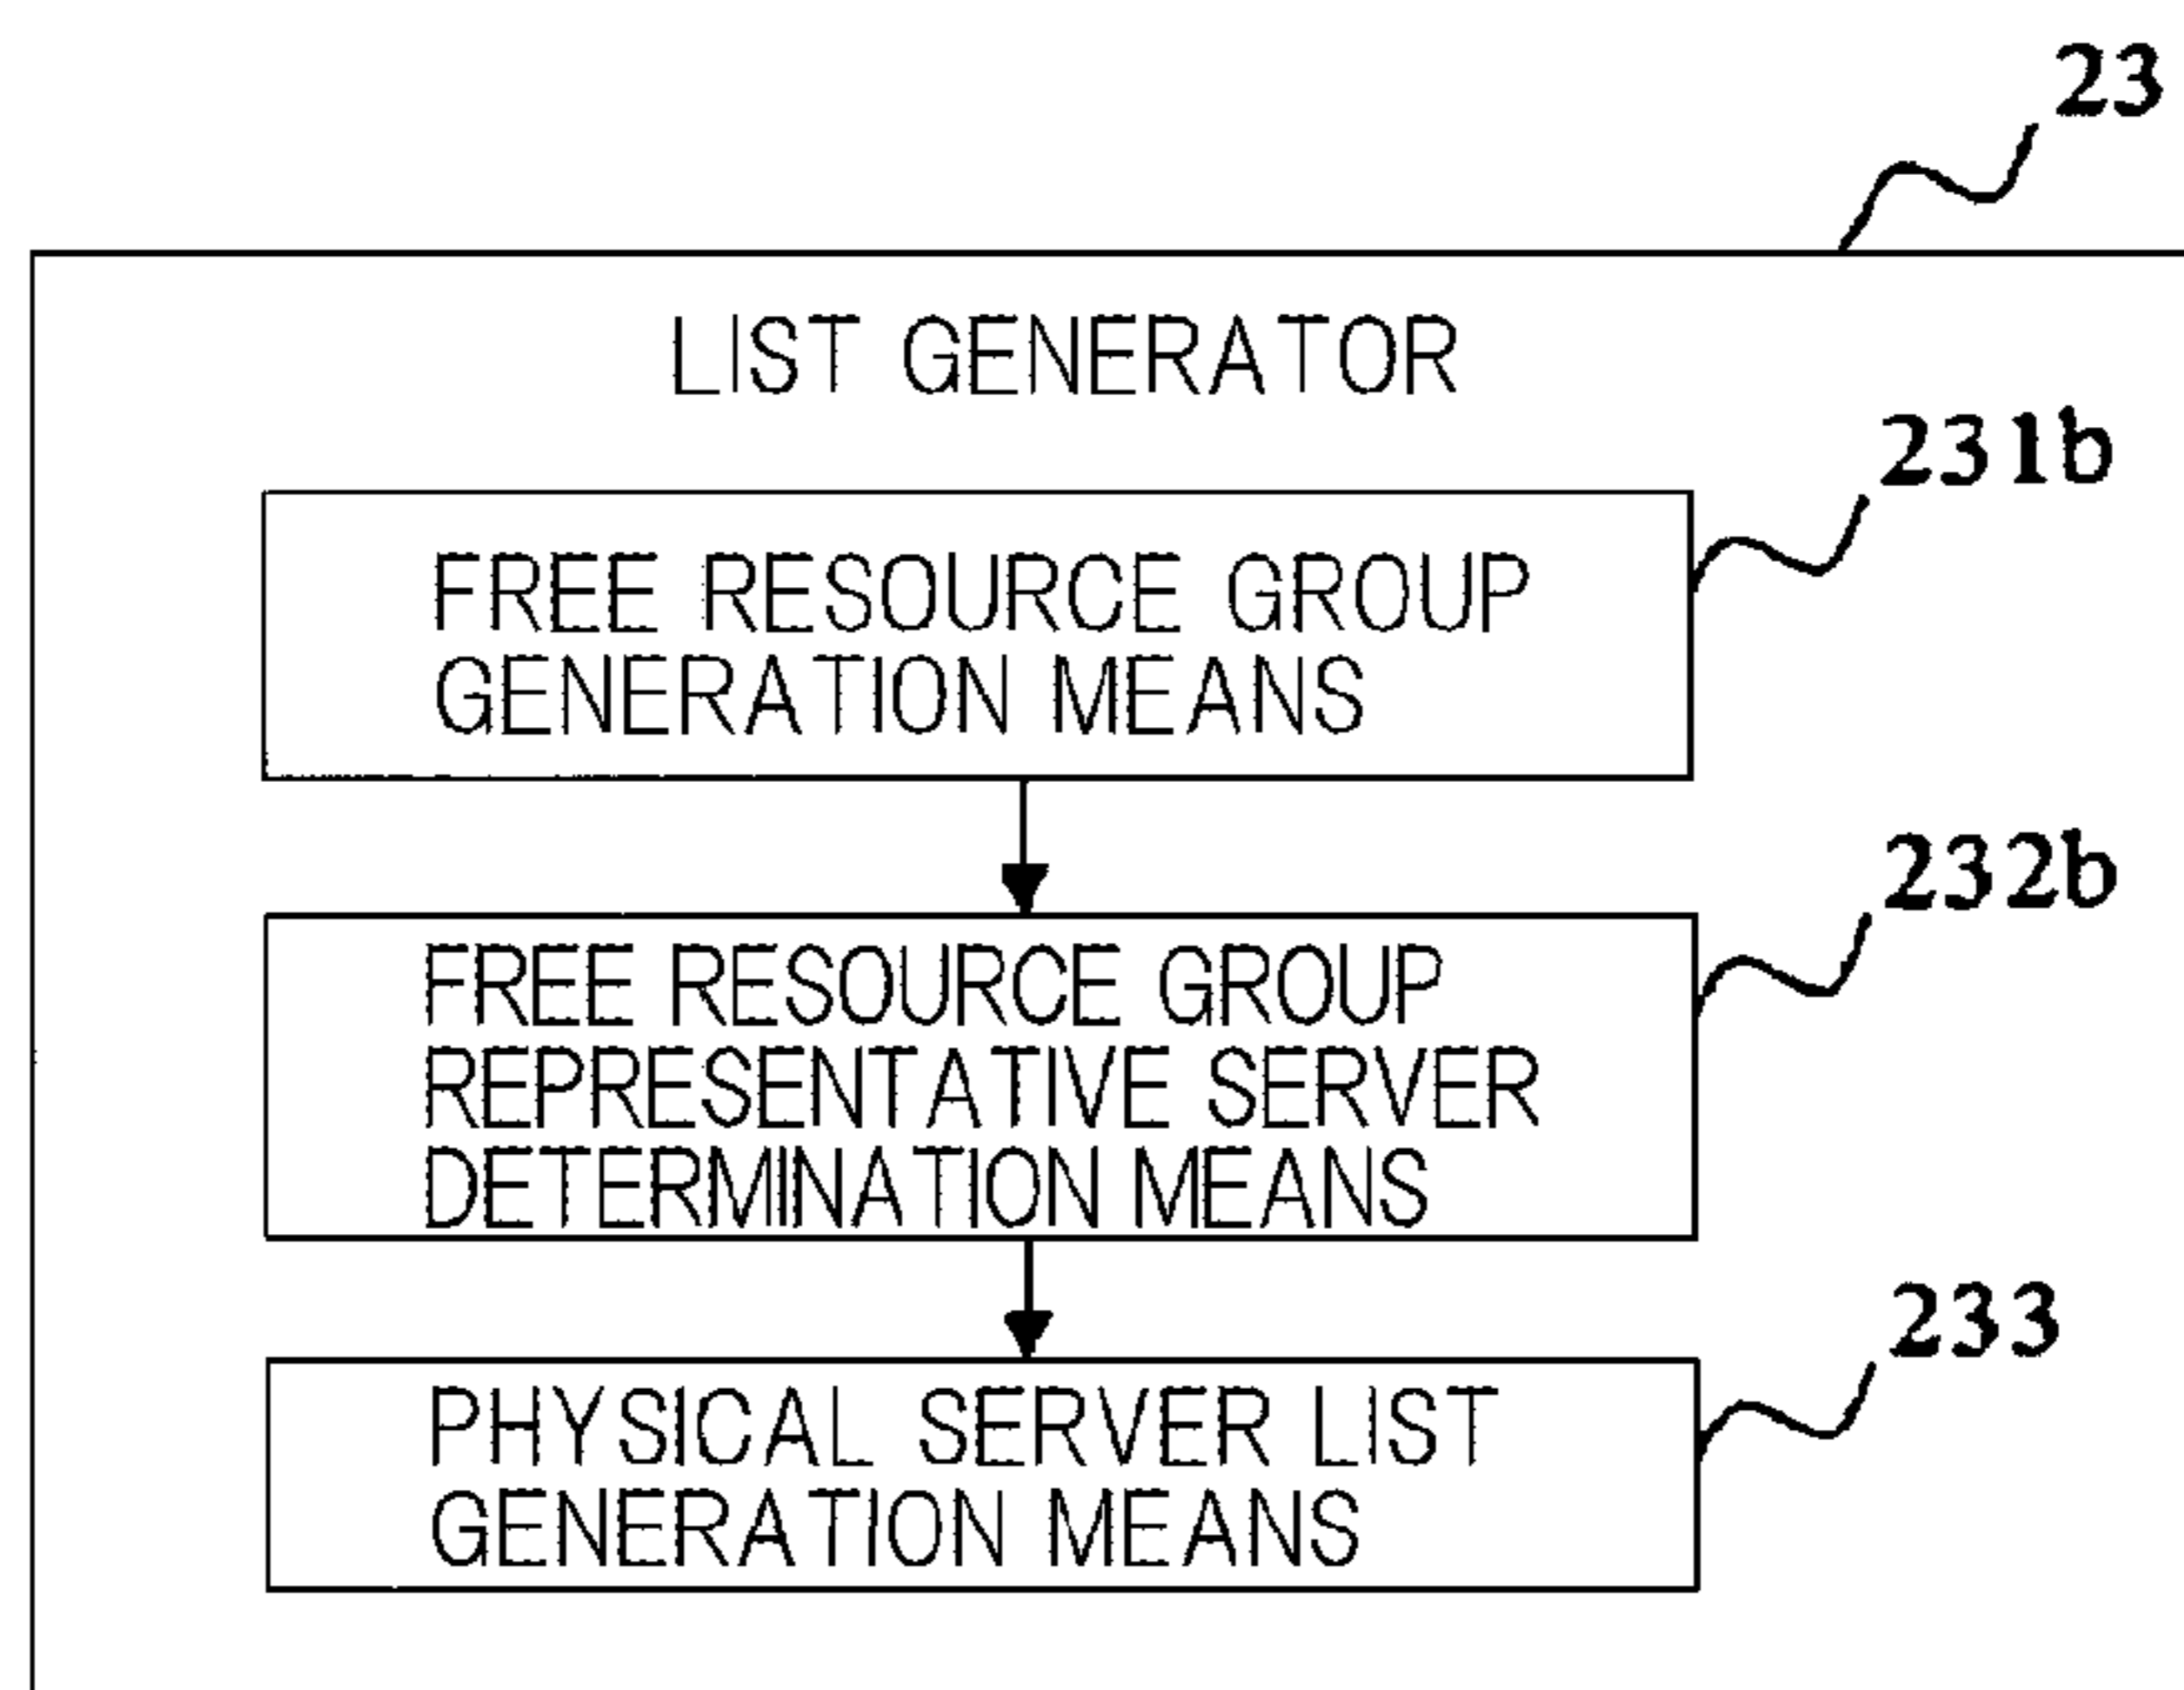 23
LIST GENERATOR
231b
FREE RESOURCE GROUP
GENERATION MEANS
232b
FREE RESOURCE GROUP
REPRESENTATIVE SERVER
DETERMINATION MEANS
233
PHYSICAL SERVER LIST
GENERATION MEANS